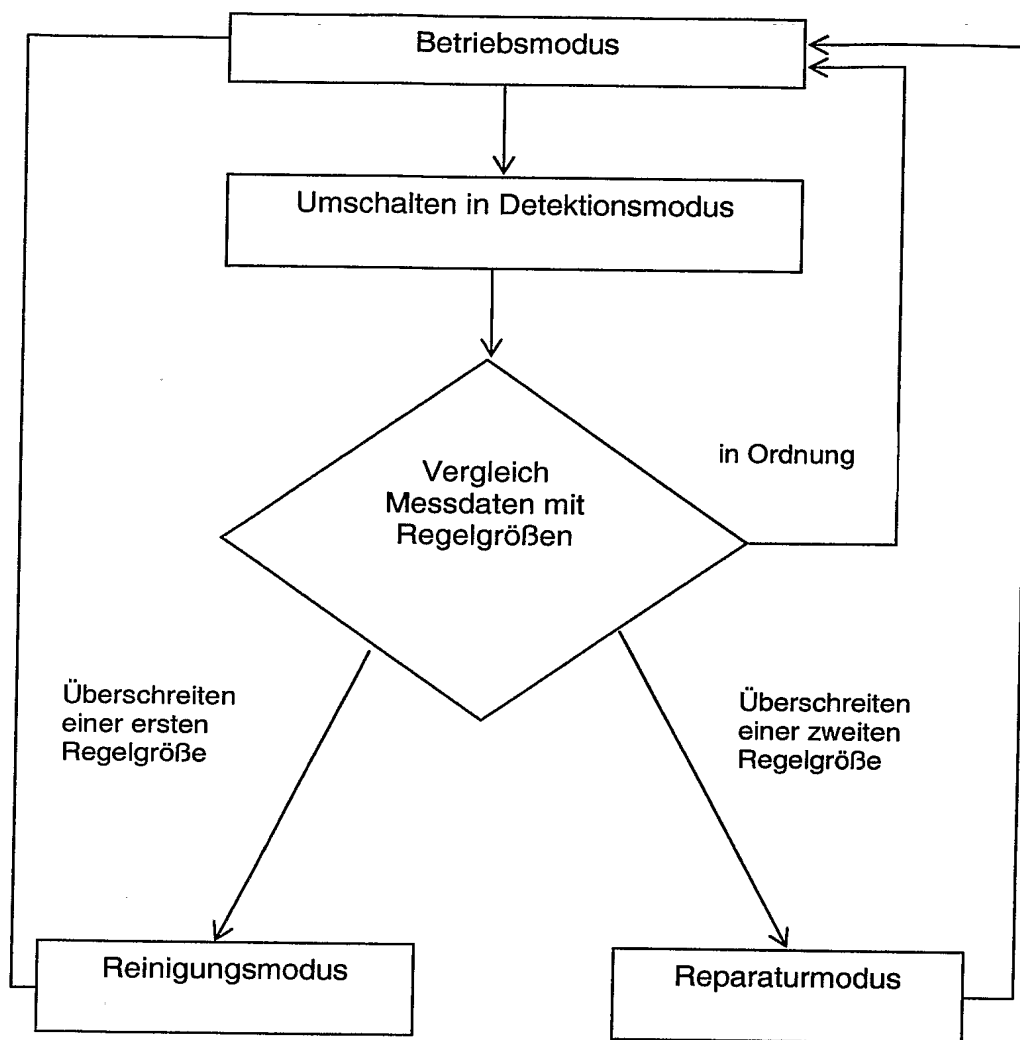 Betriebsmodus
Umschalten in Detektionsmodus
Vergleich
Messdaten mit
Regelgrößen
in Ordnung
Überschreiten
einer ersten
Regelgröße
Überschreiten
einer zweiten
Regelgröße
Reinigungsmodus
Reparaturmodus